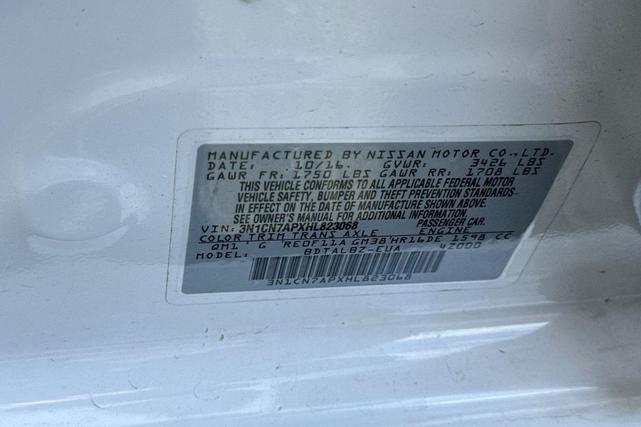 MANUFACTURED BY NISSAN MOTOR CO., LTD.
DATE: 10/16. GVWR: 3426 LBS
GAWR FR: 1750 LBS GAWR RR: 1708 LBS
THIS VEHICLE CONFORMS TO ALL APPLICABLE FEDERAL MOTOR
VEHICLE SAFETY, BUMPER AND THEFT PREVENTION STANDARDS
IN EFFECT ON THE DATE OF MANUFACTURE SHOWN ABOVE.
SEE OWNER'S MANUAL FOR ADDITIONAL INFORMATION.
VIN: 3N1CN7APXHL823068 PASSENGER CAR.
COLOR TRIM TRANS AXLE ENGINE
QM1 G RE0F11A GM38 HR16DE 1598 CC
MODEL: BDTALBZ-EUA 42000
3N1CN7APXHL823068